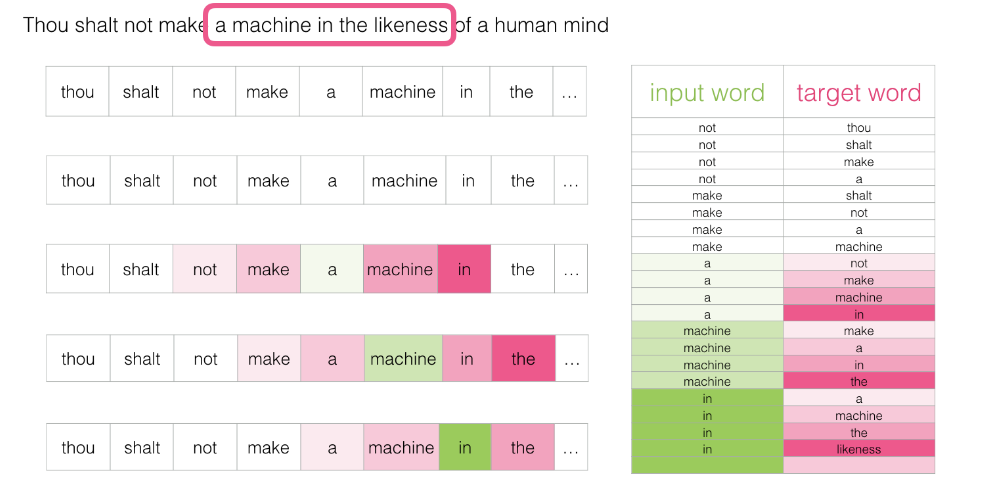 Thou shalt not make a machine in the likeness of a human mind
thou shalt not make a machine in the ...
thou shalt not make a machine in the ...
thou shalt not make a machine in the ...
thou shalt not make a machine in the ...
thou shalt not make a machine in the ...
input word target word
not thou
not shalt
not make
not a
make shalt
make not
make a
make machine
a not
a make
a machine
a in
machine make
machine a
machine in
machine the
in a
in machine
in the
in likeness